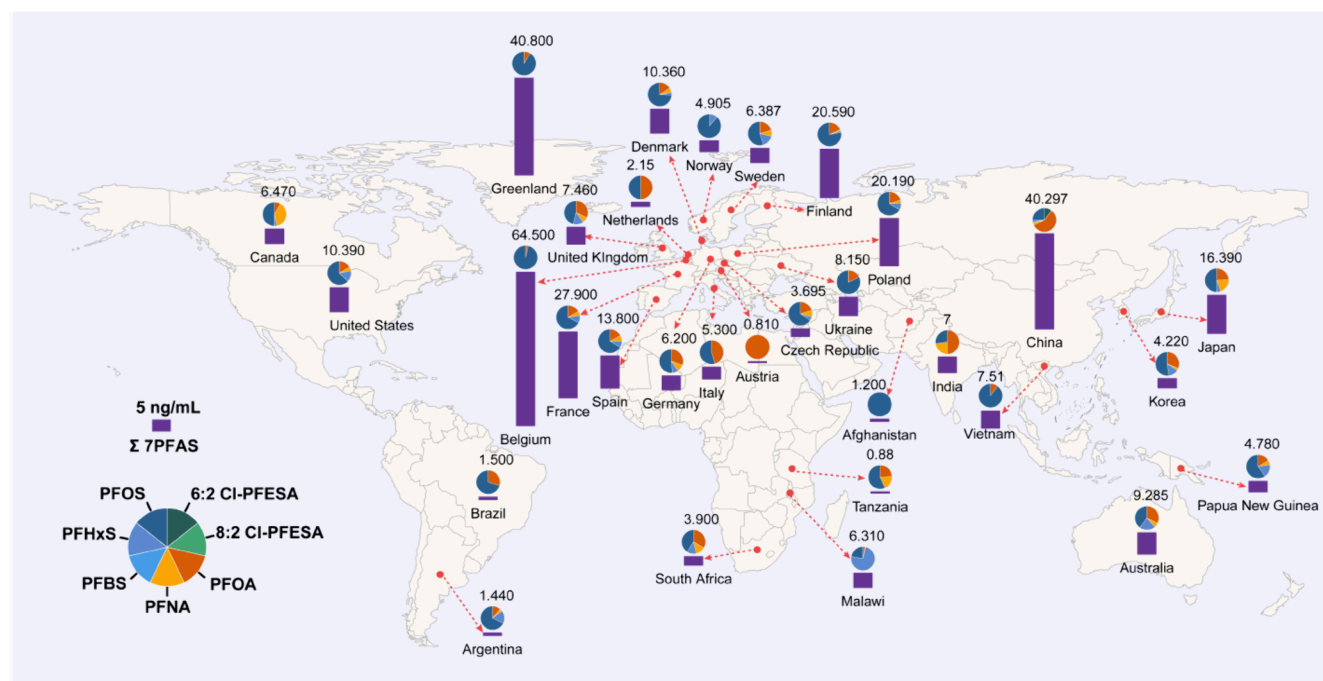 40.800
Greenland
10.360
Denmark
4.905
Norway
6.387
Sweden
20.590
Finland
2.15
Netherlands
7.460
United KIngdom
6.470
Canada
10.390
United States
64.500
Belgium
27.900
France
13.800
Spain
6.200
Germany
5.300
Italy
0.810
Austria
3.695
Czech Republic
8.150
Ukraine
20.190
Poland
40.297
China
16.390
Japan
4.220
Korea
7
India
7.51
Vietnam
1.200
Afghanistan
0.88
Tanzania
6.310
Malawi
3.900
South Africa
4.780
Papua New Guinea
9.285
Australia
1.500
Brazil
1.440
Argentina
5 ng/mL
Σ 7PFAS
PFOS
6:2 Cl-PFESA
PFHxS
8:2 Cl-PFESA
PFBS
PFOA
PFNA